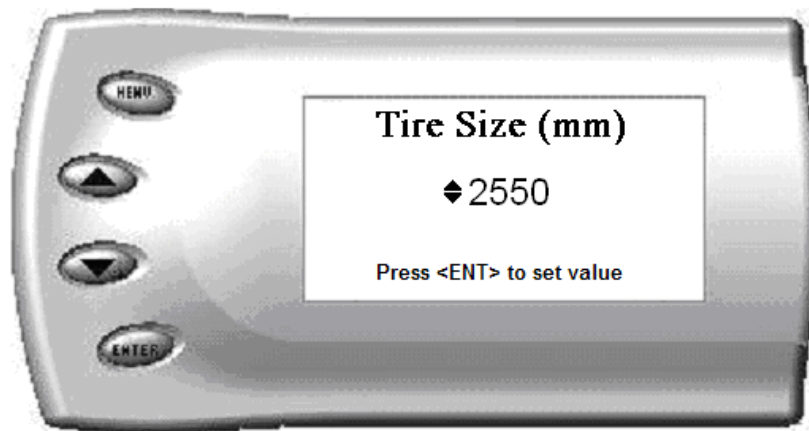 MENU
Tire Size (mm)
2550
Press <ENT> to set value
ENTER